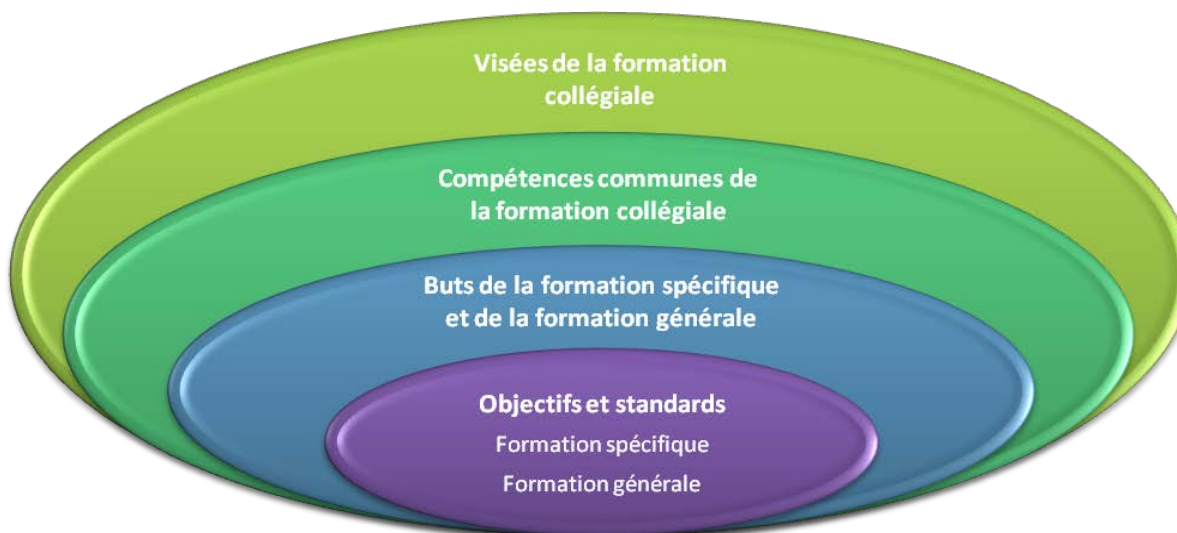 Visées de la formation
collégiale
Compétences communes de
la formation collégiale
Buts de la formation spécifique
et de la formation générale
Objectifs et standards
Formation spécifique
Formation générale